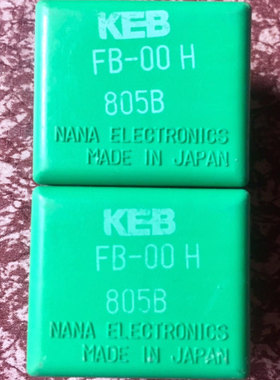 KEB
FB-00 H
805B
NANA ELECTRONICS
MADE IN JAPAN
KEB
FB-00 H
805B
NANA ELECTRONICS
MADE IN JAPAN